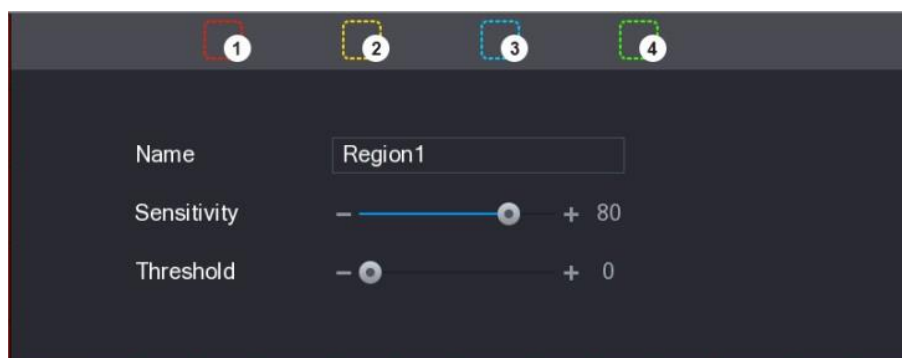 1 2 3 4
Name Region1
Sensitivity − + 80
Threshold − + 0